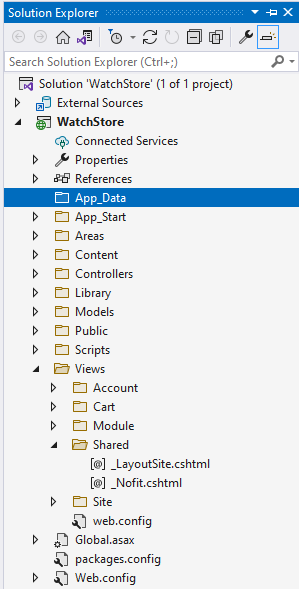 Solution Explorer
Search Solution Explorer (Ctrl+;)
Solution 'WatchStore' (1 of 1 project)
External Sources
WatchStore
Connected Services
Properties
References
App_Data
App_Start
Areas
Content
Controllers
Library
Models
Public
Scripts
Views
Account
Cart
Module
Shared
[@] _LayoutSite.cshtml
[@] _Nofit.cshtml
Site
web.config
Global.asax
packages.config
Web.config